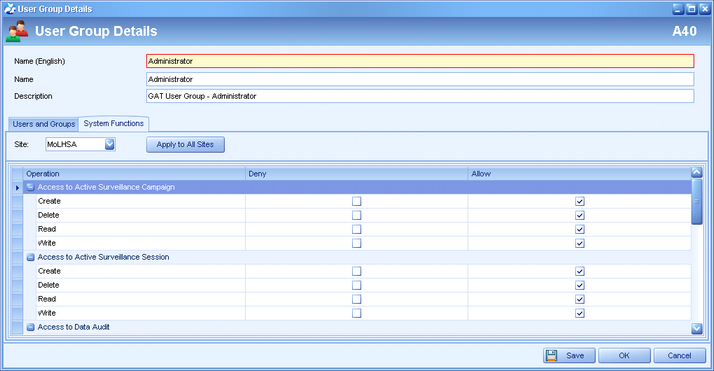 User Group Details
User Group Details A40
Name (English) Administrator
Name Administrator
Description GAT User Group - Administrator
Users and Groups System Functions
Site: MoLHSA Apply to All Sites
Operation Deny Allow
Access to Active Surveillance Campaign
Create
Delete
Read
Write
Access to Active Surveillance Session
Create
Delete
Read
Write
Access to Data Audit
Save OK Cancel